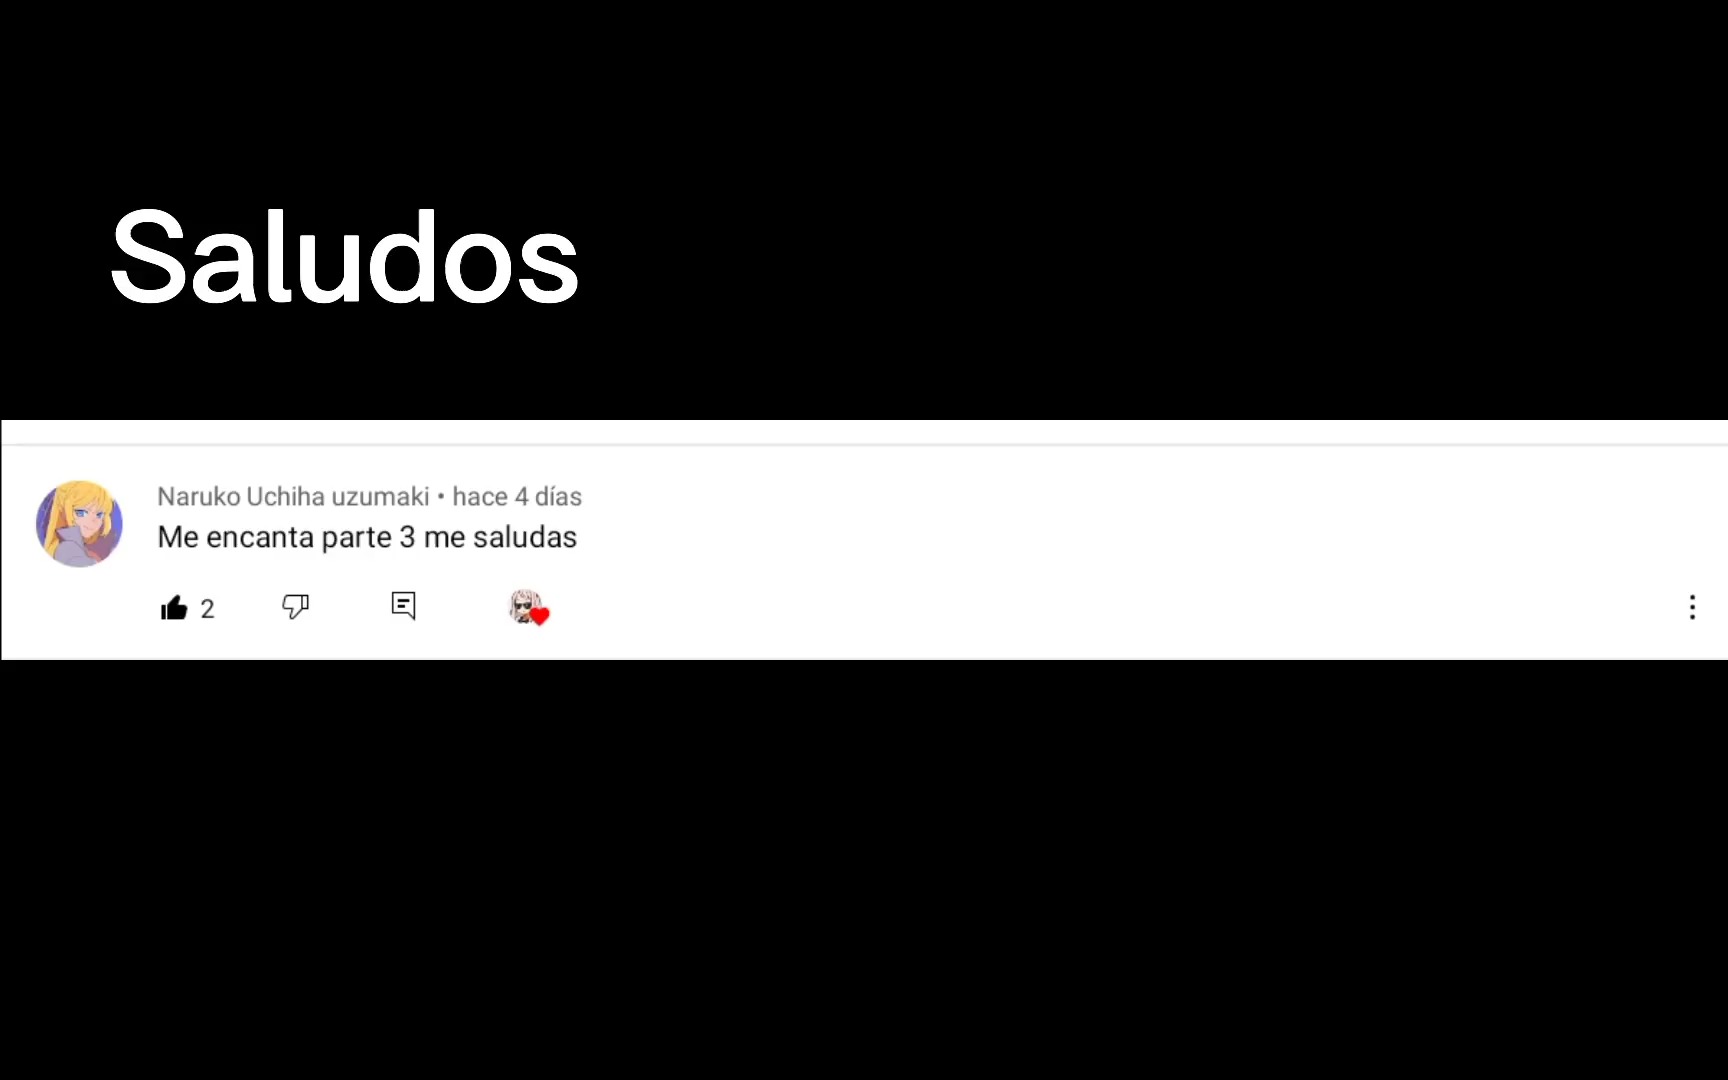 Saludos
Naruko Uchiha uzumaki • hace 4 días
Me encanta parte 3 me saludas
2